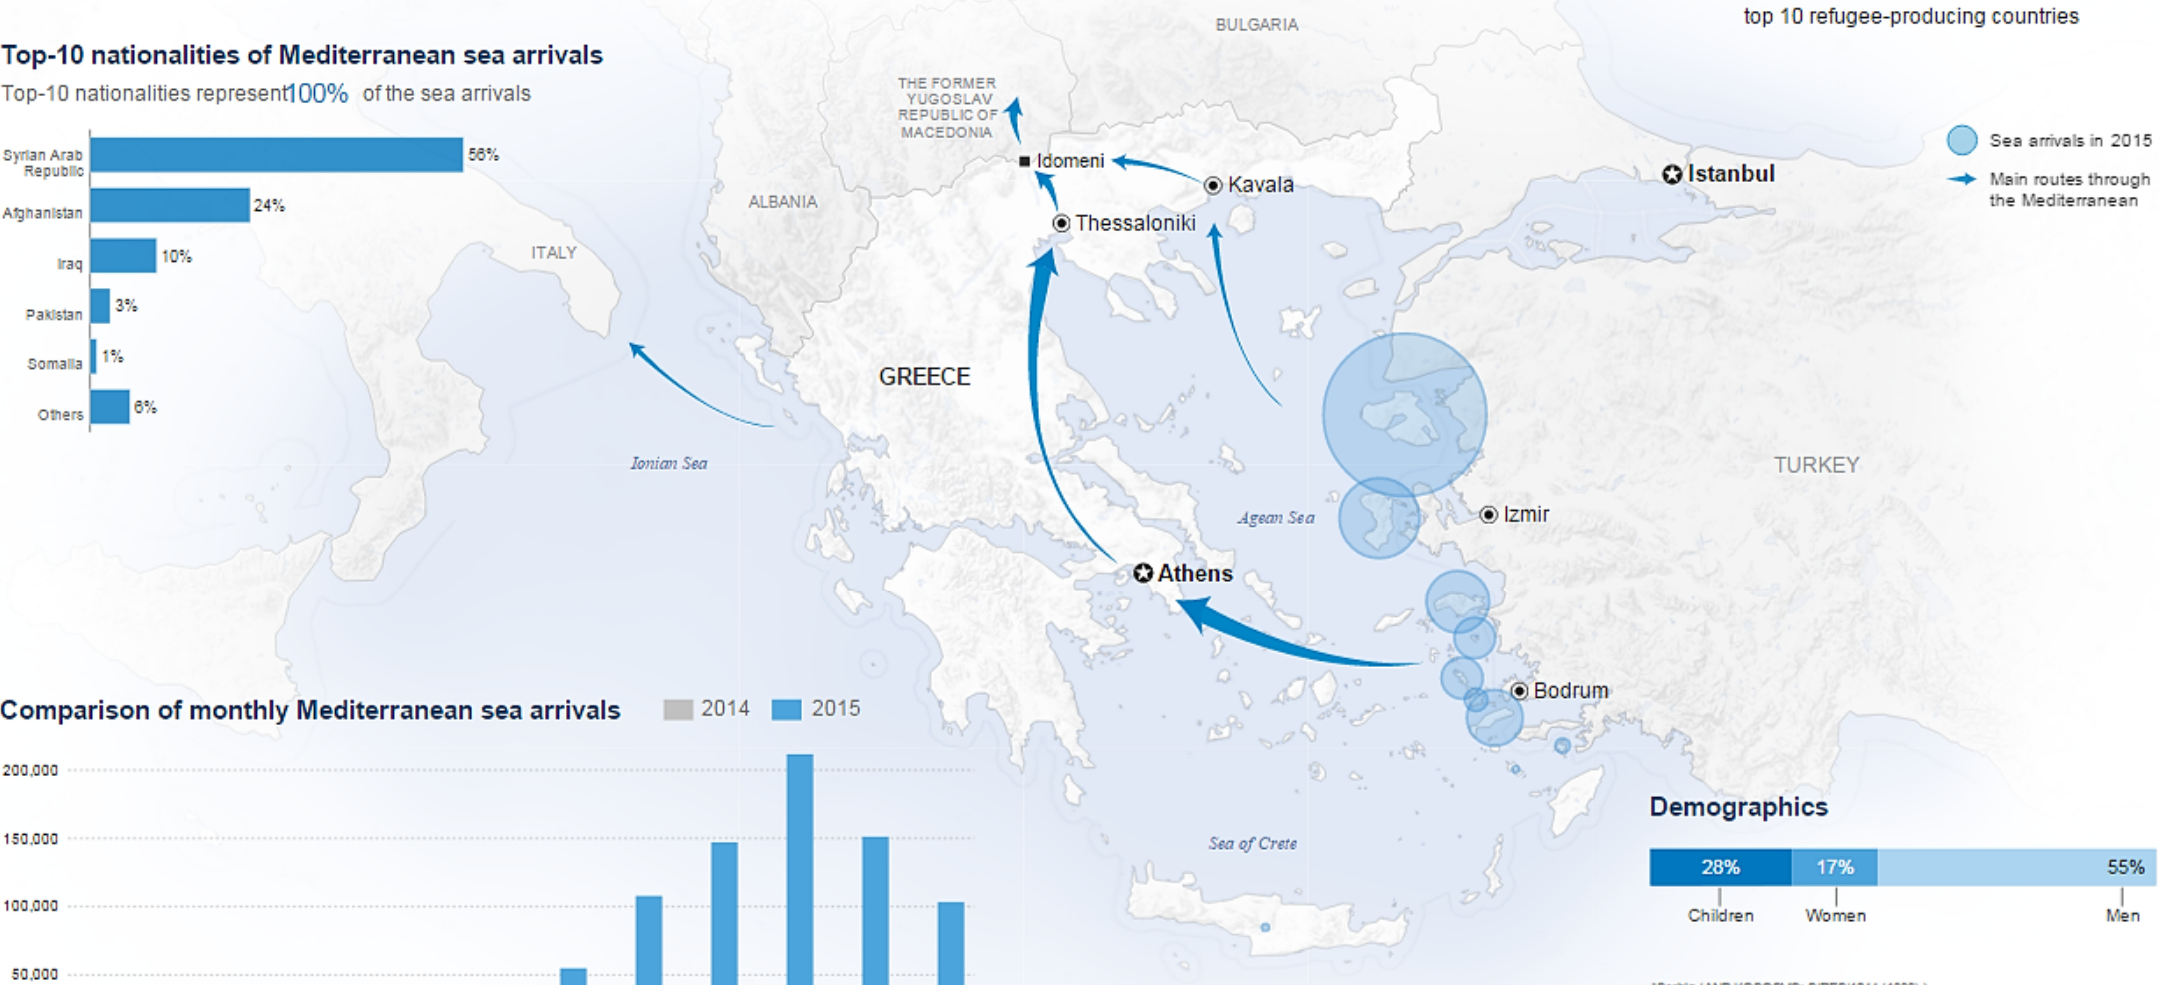 top 10 refugee-producing countries
Top-10 nationalities of Mediterranean sea arrivals
Top-10 nationalities represent 100% of the sea arrivals
Syrian Arab
Republic
56%
Afghanistan
24%
Iraq
10%
Pakistan
3%
Somalia
1%
Others
6%
BULGARIA
THE FORMER
YUGOSLAV
REPUBLIC OF
MACEDONIA
Idomeni
Kavala
Thessaloniki
ALBANIA
ITALY
GREECE
Istanbul
Sea arrivals in 2015
Main routes through
the Mediterranean
Ionian Sea
Agean Sea
TURKEY
Izmir
Athens
Bodrum
Sea of Crete
Comparison of monthly Mediterranean sea arrivals
2014
2015
200,000
150,000
100,000
50,000
Demographics
28%
17%
55%
Children
Women
Men